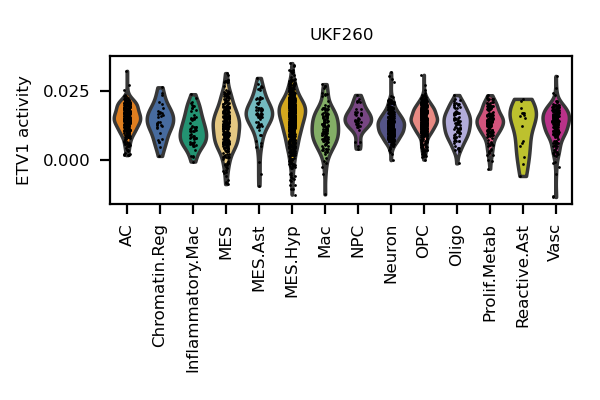 UKF260
ETV1 activity
0.025
0.000
AC
Chromatin.Reg
Inflammatory.Mac
MES
MES.Ast
MES.Hyp
Mac
NPC
Neuron
OPC
Oligo
Prolif.Metab
Reactive.Ast
Vasc